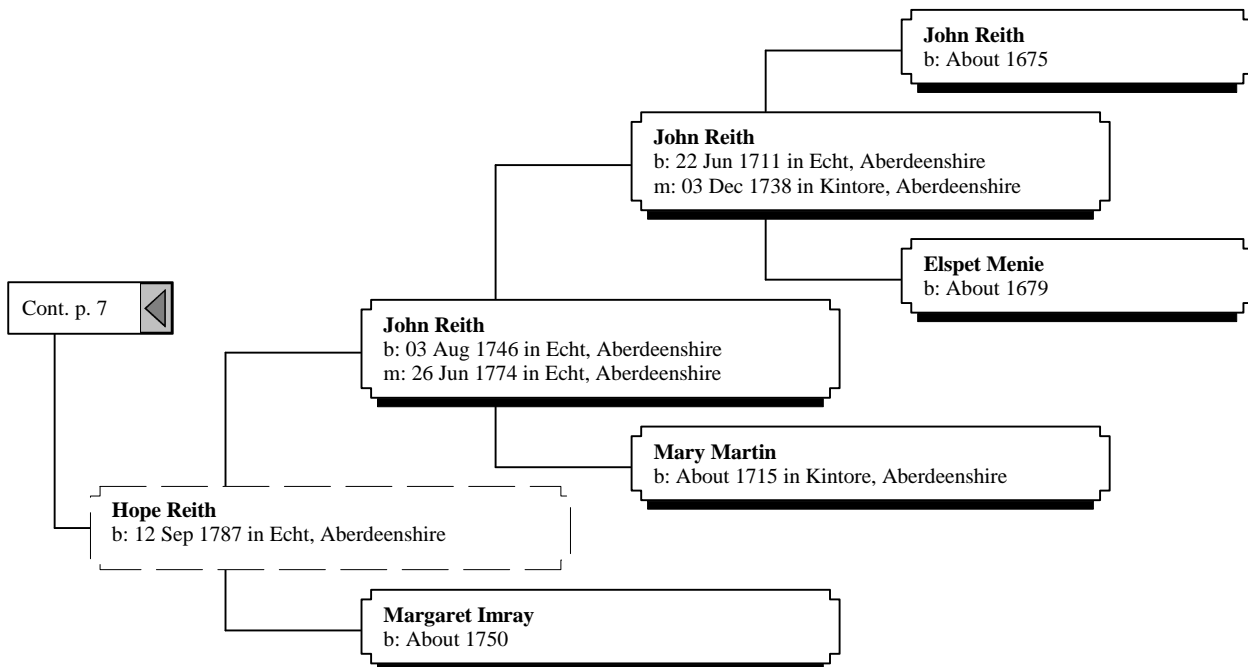 John Reith
b: About 1675
John Reith
b: 22 Jun 1711 in Echt, Aberdeenshire
m: 03 Dec 1738 in Kintore, Aberdeenshire
Elspet Menie
b: About 1679
Cont. p. 7
John Reith
b: 03 Aug 1746 in Echt, Aberdeenshire
m: 26 Jun 1774 in Echt, Aberdeenshire
Mary Martin
b: About 1715 in Kintore, Aberdeenshire
Hope Reith
b: 12 Sep 1787 in Echt, Aberdeenshire
Margaret Imray
b: About 1750